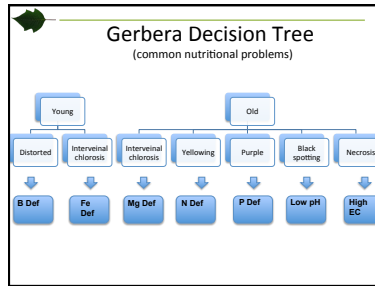 Gerbera Decision Tree
(common nutritional problems)
Young
Old
Distorted
Interveinal
chlorosis
Interveinal
chlorosis
Yellowing
Purple
Black
spotting
Necrosis
B Def
Fe
Def
Mg Def
N Def
P Def
Low pH
High
EC